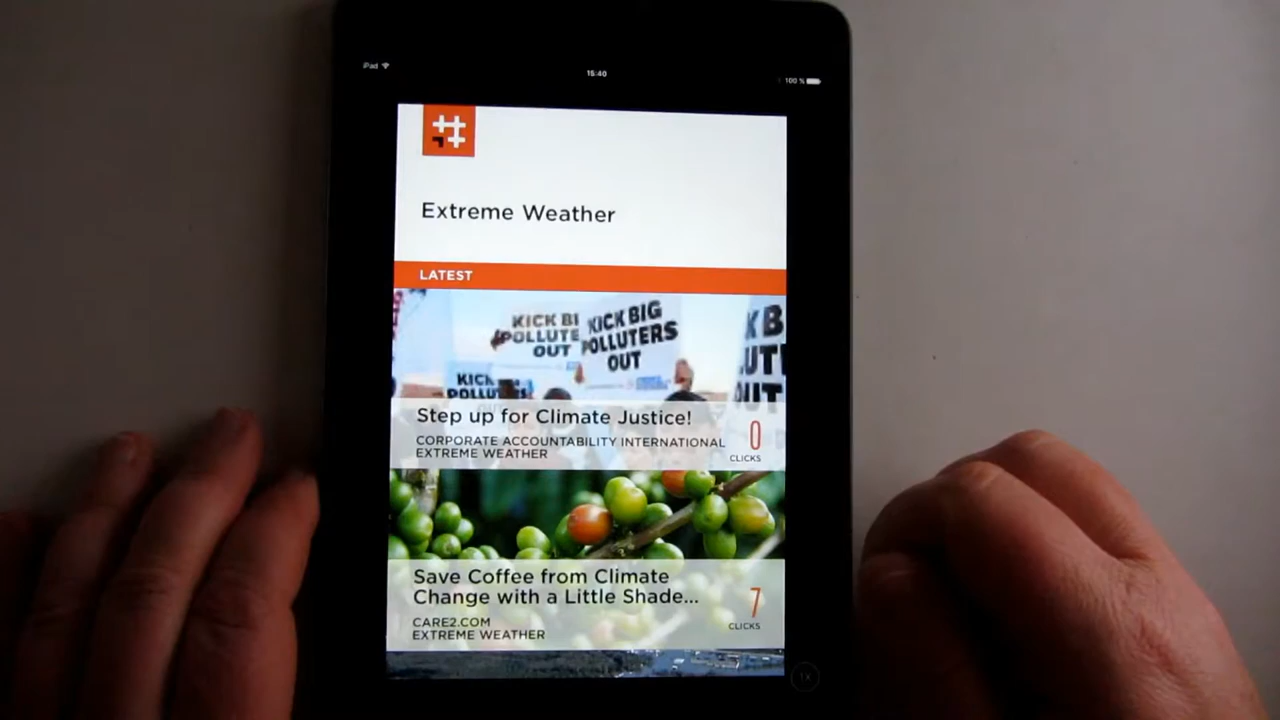 iPad
15:40
100 %
Extreme Weather
LATEST
KICK BI
POLLUTE
OUT
KICK BIG
POLLUTERS
OUT
KICK
Step up for Climate Justice!
CORPORATE ACCOUNTABILITY INTERNATIONAL
EXTREME WEATHER
0
CLICKS
Save Coffee from Climate
Change with a Little Shade...
CARE2.COM
EXTREME WEATHER
7
CLICKS
1X